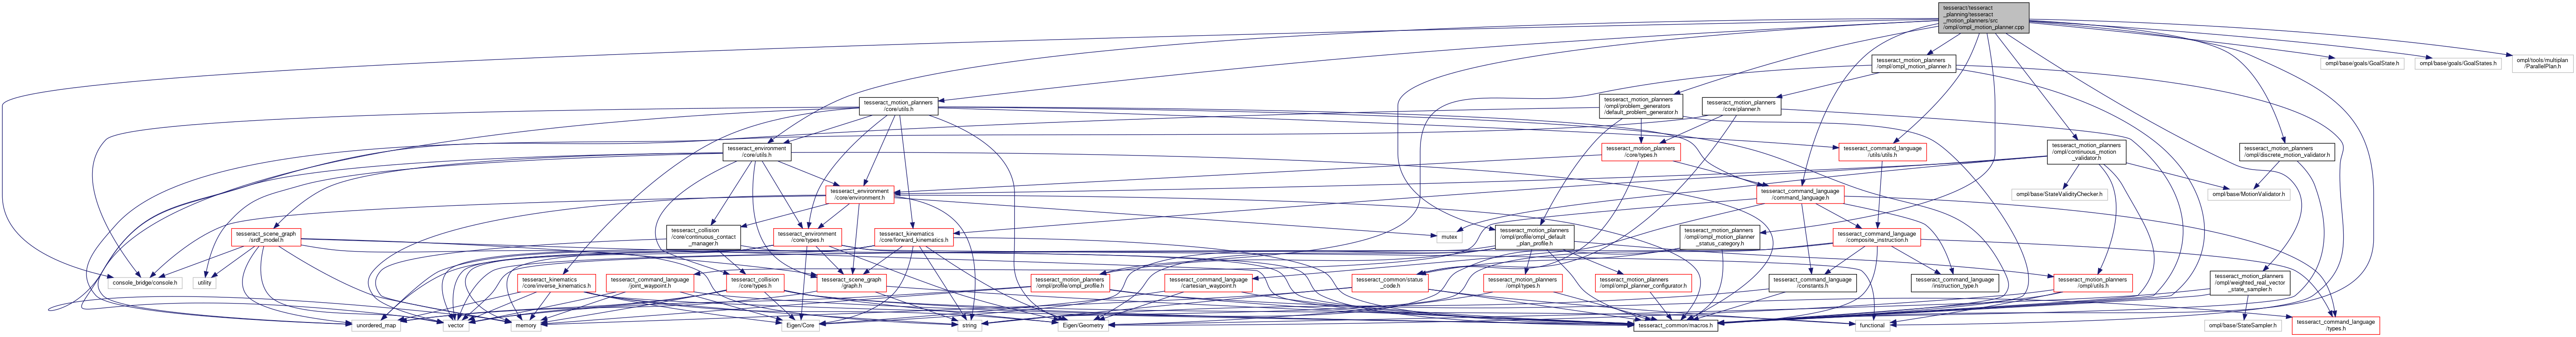 tesseract/tesseract
_planning/tesseract
_motion_planners/src
/ompl/ompl_motion_planner.cpp
tesseract_motion_planners
/ompl/ompl_motion_planner.h
ompl/base/goals/GoalState.h
ompl/base/goals/GoalStates.h
ompl/tools/multiplan
/ParallelPlan.h
tesseract_motion_planners
/core/utils.h
tesseract_motion_planners
/ompl/problem_generators
/default_problem_generator.h
tesseract_motion_planners
/core/planner.h
tesseract_environment
/core/utils.h
tesseract_motion_planners
/core/types.h
tesseract_command_language
/utils/utils.h
tesseract_motion_planners
/ompl/continuous_motion
_validator.h
tesseract_motion_planners
/ompl/discrete_motion_validator.h
tesseract_environment
/core/environment.h
tesseract_command_language
/command_language.h
ompl/base/StateValidityChecker.h
ompl/base/MotionValidator.h
tesseract_scene_graph
/srdf_model.h
tesseract_collision
/core/continuous_contact
_manager.h
tesseract_environment
/core/types.h
tesseract_kinematics
/core/forward_kinematics.h
mutex
tesseract_motion_planners
/ompl/profile/ompl_default
_plan_profile.h
tesseract_motion_planners
/ompl/ompl_motion_planner
_status_category.h
tesseract_command_language
/composite_instruction.h
console_bridge/console.h
utility
tesseract_kinematics
/core/inverse_kinematics.h
tesseract_command_language
/joint_waypoint.h
tesseract_collision
/core/types.h
tesseract_scene_graph
/graph.h
tesseract_motion_planners
/ompl/profile/ompl_profile.h
tesseract_command_language
/cartesian_waypoint.h
tesseract_common/status
_code.h
tesseract_motion_planners
/ompl/types.h
tesseract_motion_planners
/ompl/ompl_planner_configurator.h
tesseract_command_language
/constants.h
tesseract_command_language
/instruction_type.h
tesseract_motion_planners
/ompl/utils.h
tesseract_motion_planners
/ompl/weighted_real_vector
_state_sampler.h
unordered_map
vector
memory
Eigen/Core
string
Eigen/Geometry
tesseract_common/macros.h
functional
ompl/base/StateSampler.h
tesseract_command_language
/types.h